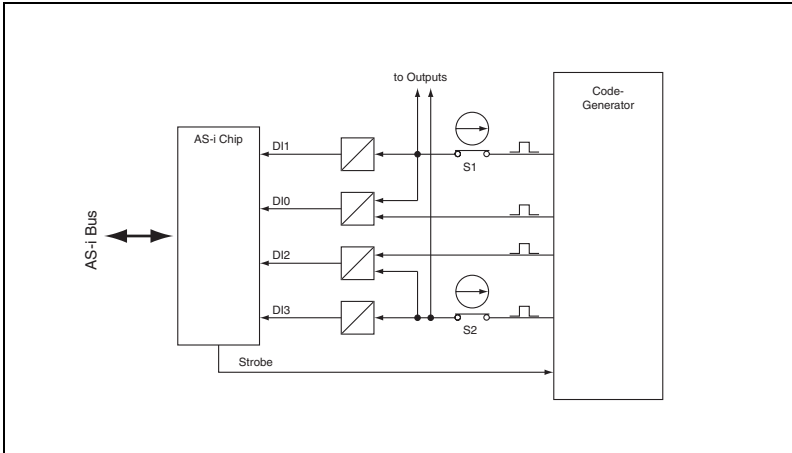 to Outputs
Code-
Generator
AS-i Chip
DI1
S1
DI0
AS-i Bus
DI2
DI3
S2
Strobe